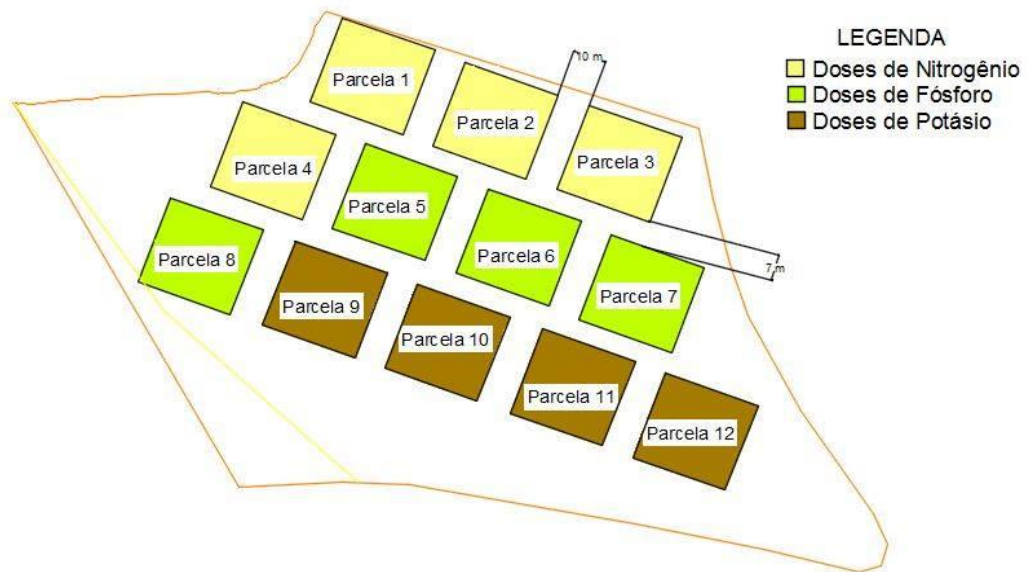 LEGENDA
Doses de Nitrogênio
Doses de Fósforo
Doses de Potásio
10 m
Parcela 1
Parcela 2
Parcela 3
Parcela 4
Parcela 5
Parcela 6
Parcela 7
7 m
Parcela 8
Parcela 9
Parcela 10
Parcela 11
Parcela 12